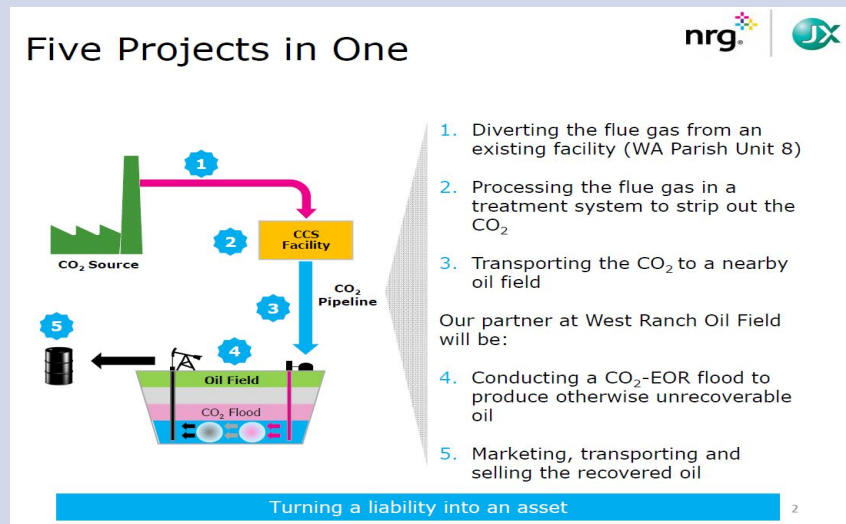 Five Projects in One
nrg
JX
1
2
3
4
5
CO₂ Source
CCS
Facility
CO₂
Pipeline
Oil Field
CO₂ Flood
1. Diverting the flue gas from an
existing facility (WA Parish Unit 8)
2. Processing the flue gas in a
treatment system to strip out the
CO₂
3. Transporting the CO₂ to a nearby
oil field
Our partner at West Ranch Oil Field
will be:
4. Conducting a CO₂-EOR flood to
produce otherwise unrecoverable
oil
5. Marketing, transporting and
selling the recovered oil
Turning a liability into an asset
2